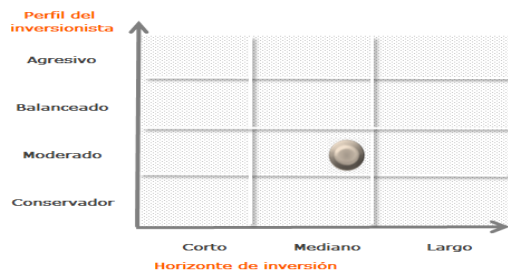 Perfil del
inversionista
Agresivo
Balanceado
Moderado
Conservador
Corto Mediano Largo
Horizonte de inversión